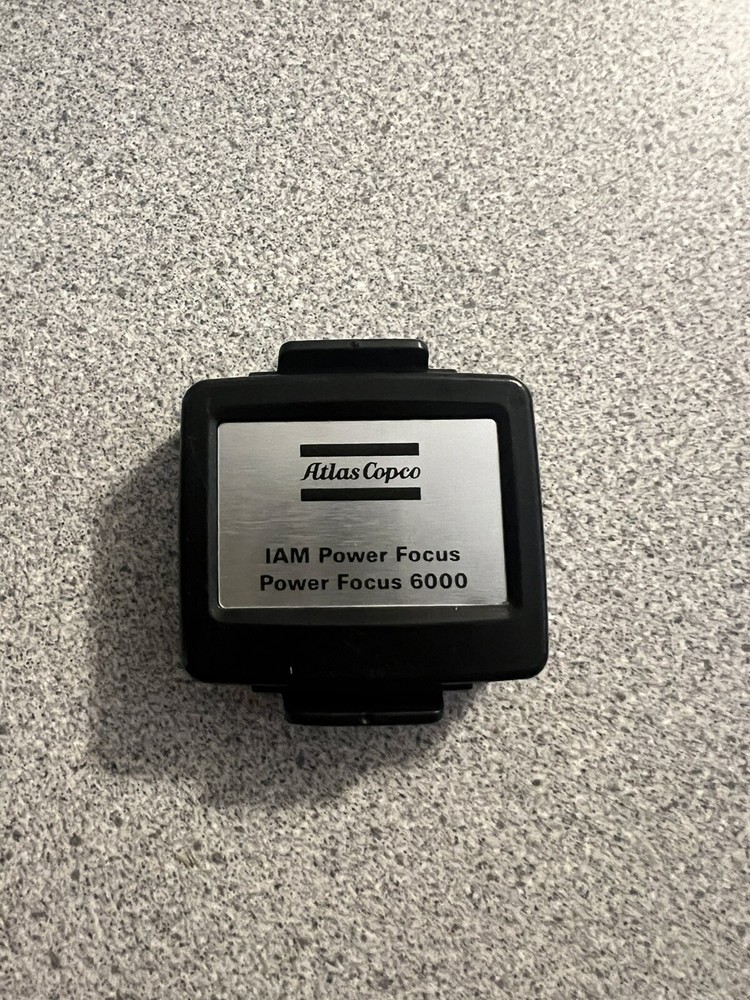 Atlas Copco
IAM Power Focus
Power Focus 6000